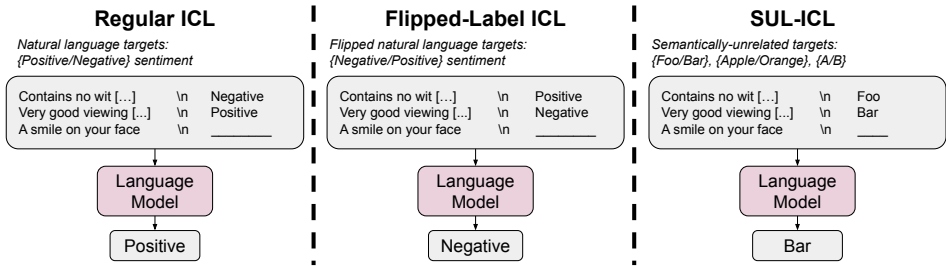 Regular ICL
Natural language targets:
{Positive/Negative} sentiment
Contains no wit […] \n Negative
Very good viewing [...] \n Positive
A smile on your face \n ________
Language
Model
Positive
Flipped-Label ICL
Flipped natural language targets:
{Negative/Positive} sentiment
Contains no wit […] \n Positive
Very good viewing [...] \n Negative
A smile on your face \n ________
Language
Model
Negative
SUL-ICL
Semantically-unrelated targets:
{Foo/Bar}, {Apple/Orange}, {A/B}
Contains no wit […] \n Foo
Very good viewing [...] \n Bar
A smile on your face \n ____
Language
Model
Bar